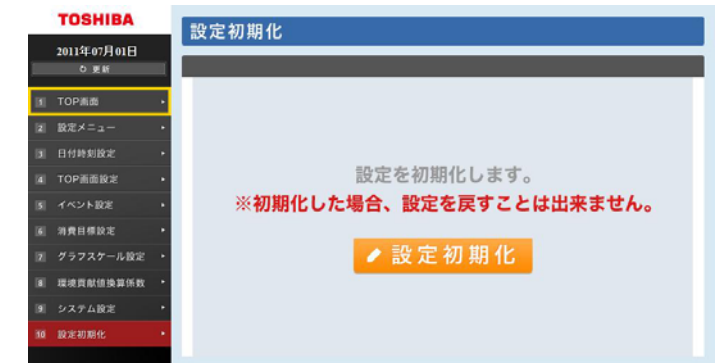 TOSHIBA
2011年07月01日
更新
1 TOP画面
2 設定メニュー
3 日付時刻設定
4 TOP画面設定
5 イベント設定
6 消費目標設定
7 グラフスケール設定
8 環境貢献値換算係数
9 システム設定
10 設定初期化
設定初期化
設定を初期化します。
※初期化した場合、設定を戻すことは出来ません。
設定初期化